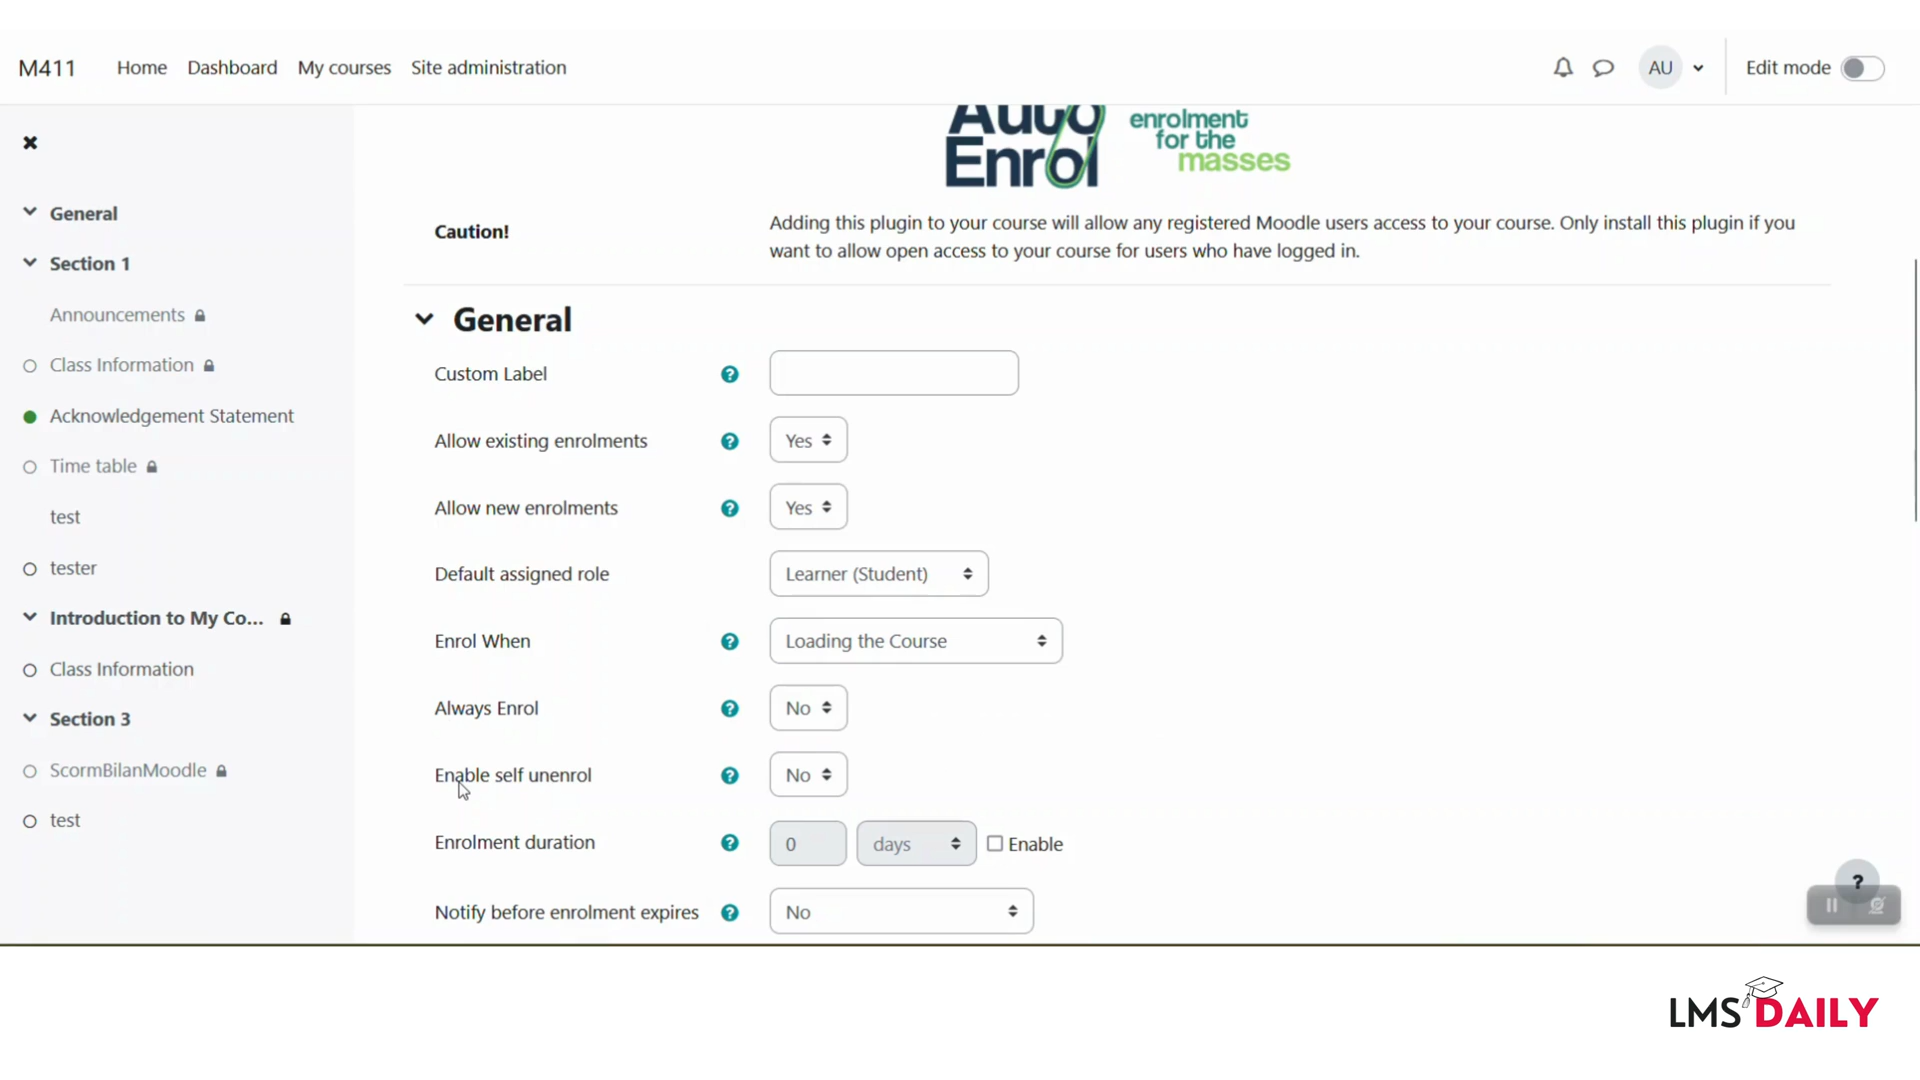 M411 Home Dashboard My courses Site administration AU Edit mode
Auto
Enrol
enrolment
for the
masses
Caution!
Adding this plugin to your course will allow any registered Moodle users access to your course. Only install this plugin if you
want to allow open access to your course for users who have logged in.
General
Section 1
Announcements
Class Information
Acknowledgement Statement
Time table
test
tester
Introduction to My Co...
Class Information
Section 3
ScormBilanMoodle
test
General
Custom Label ?
Allow existing enrolments ? Yes
Allow new enrolments ? Yes
Default assigned role Learner (Student)
Enrol When ? Loading the Course
Always Enrol ? No
Enable self unenrol ? No
Enrolment duration ? 0 days Enable
Notify before enrolment expires ? No
?
LMS DAILY